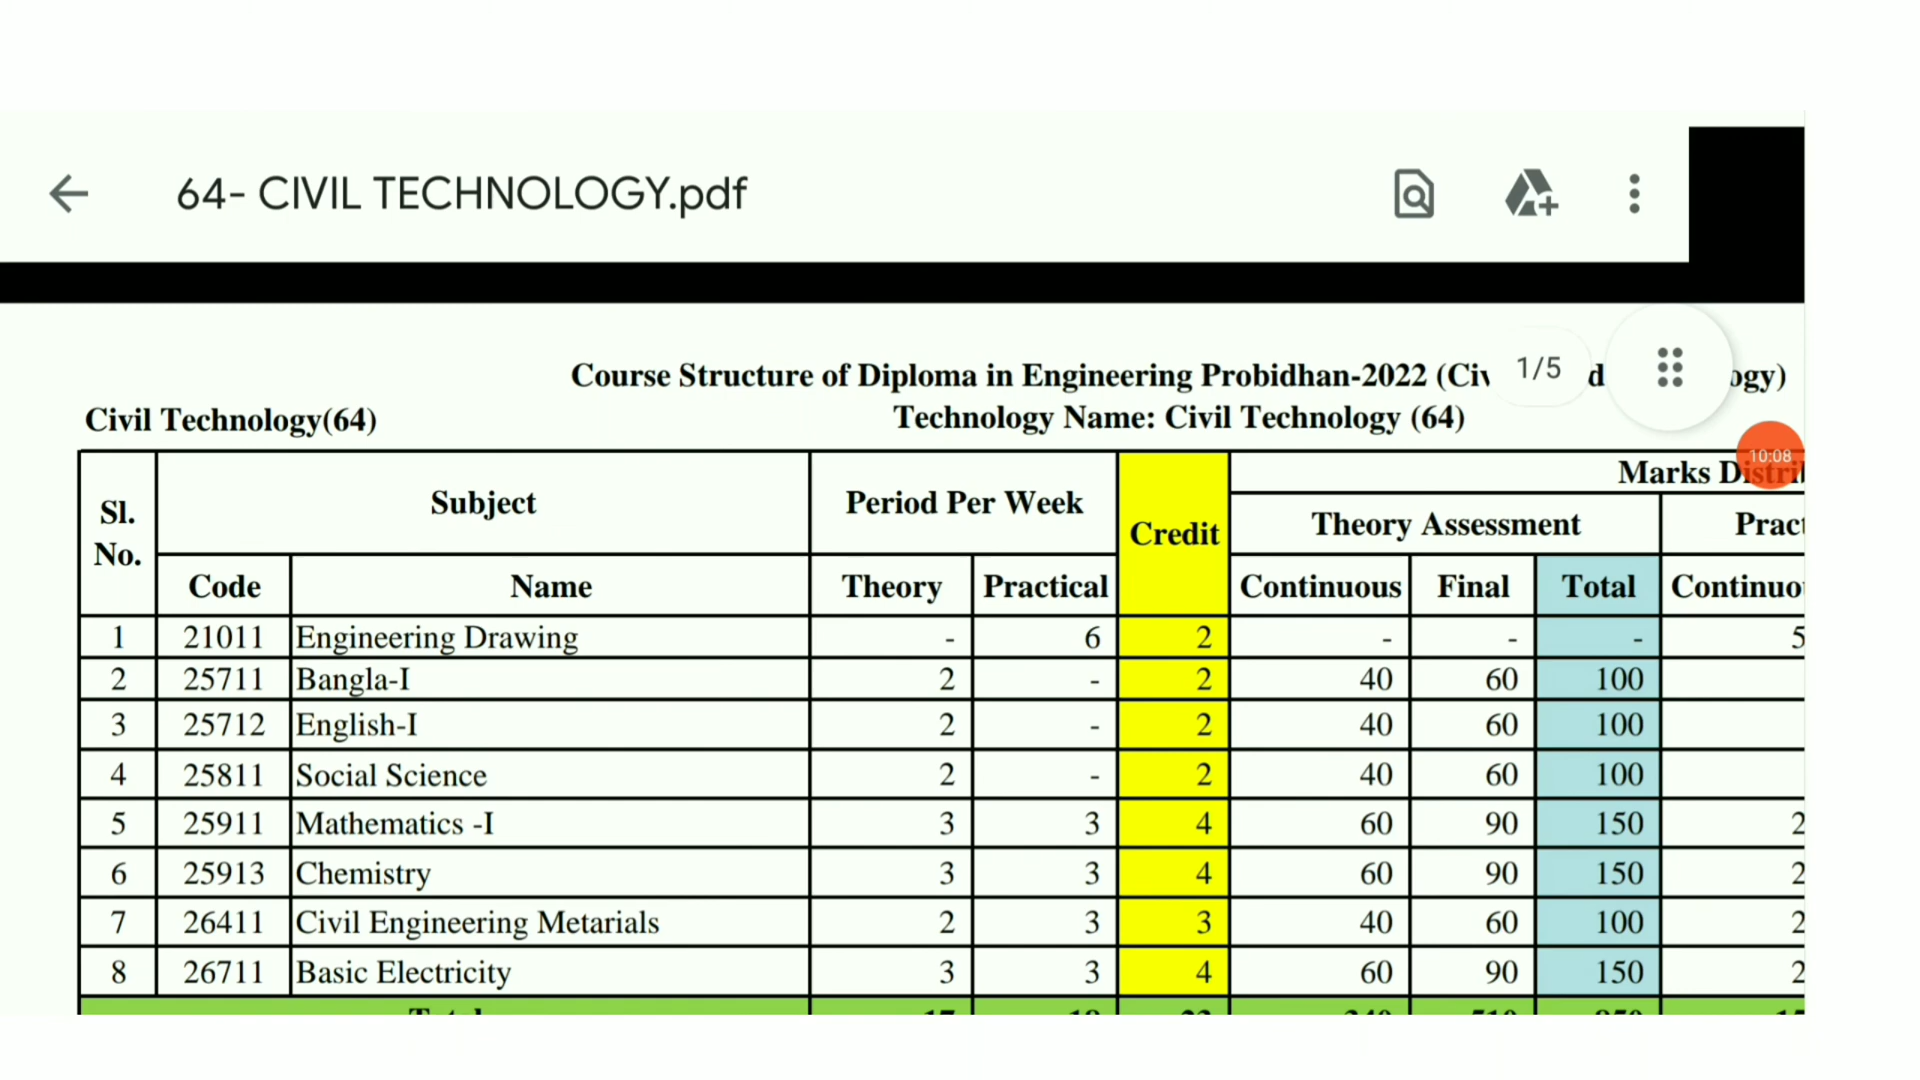 64- CIVIL TECHNOLOGY.pdf
Course Structure of Diploma in Engineering Probidhan-2022
1/5
Civil Technology(64)
Technology Name: Civil Technology (64)
10:08
Sl. No. Subject Period Per Week Credit Marks
Theory Assessment
Code Name Theory Practical Continuous Final Total
1 21011 Engineering Drawing - 6 2 - - - 5
2 25711 Bangla-I 2 - 2 40 60 100
3 25712 English-I 2 - 2 40 60 100
4 25811 Social Science 2 - 2 40 60 100
5 25911 Mathematics -I 3 3 4 60 90 150 2
6 25913 Chemistry 3 3 4 60 90 150 2
7 26411 Civil Engineering Metarials 2 3 3 40 60 100 2
8 26711 Basic Electricity 3 3 4 60 90 150 2